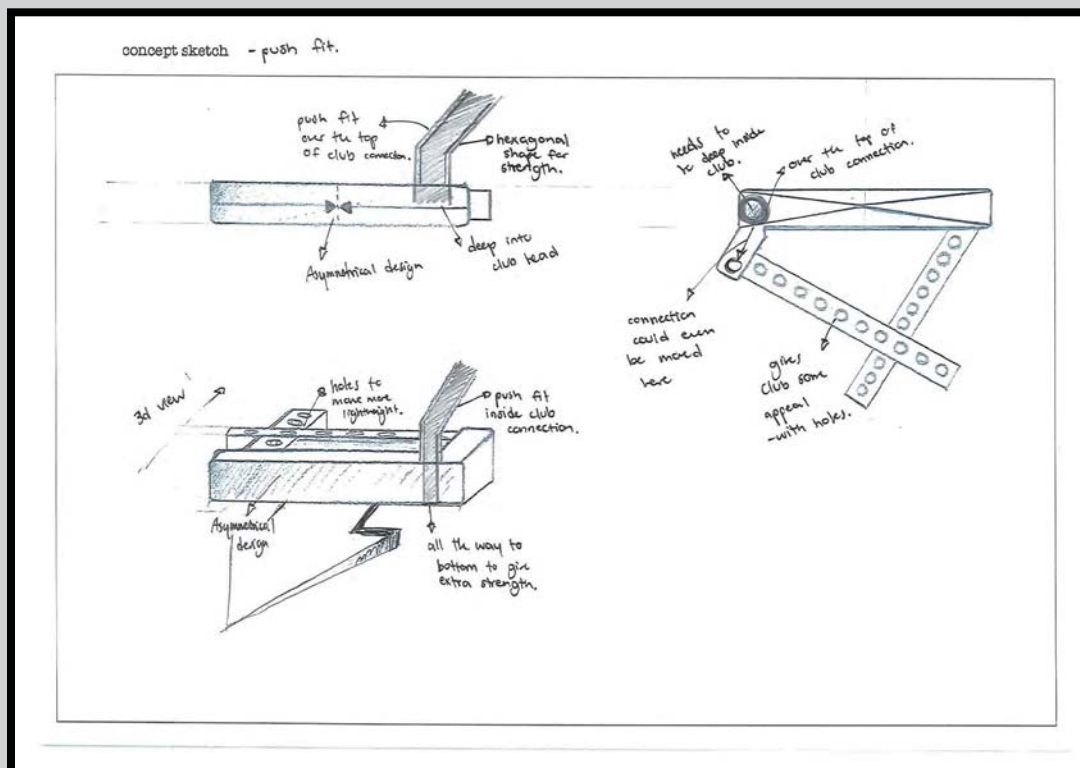 concept sketch - push fit.
push fit
over the top
of club connection.
hexagonal
shape for
strength.
Asymmetrical design
deep into
club head
needs to
be deep inside
club.
over the top of
club connection.
connection
could even
be moved
here
gives
club some
appeal
-with holes.
3d view
holes to
make more
lightweight.
push fit
inside club
connection.
Asymmetrical
design
all the way to
bottom to give
extra strength.